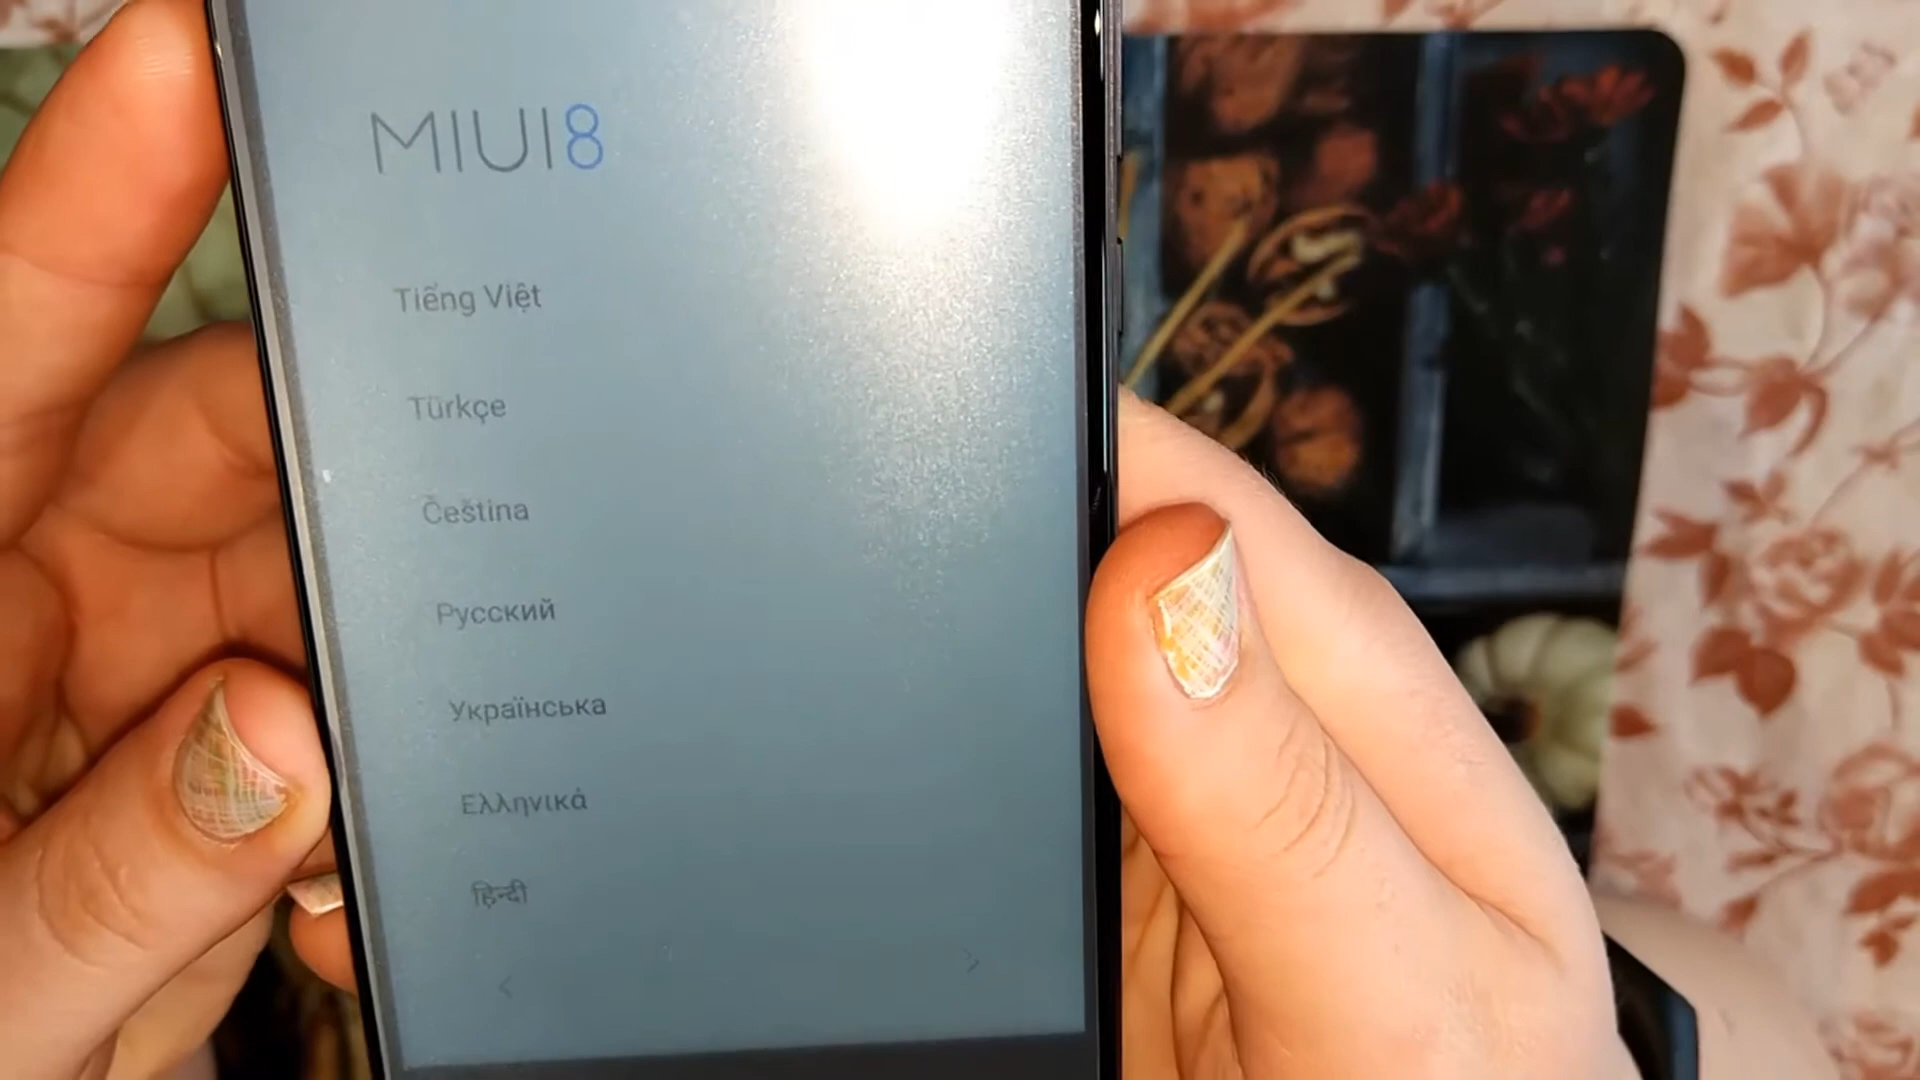 MIUI8
Tiếng Việt
Türkçe
Čeština
Русский
Українська
Ελληνικά
हिन्दी